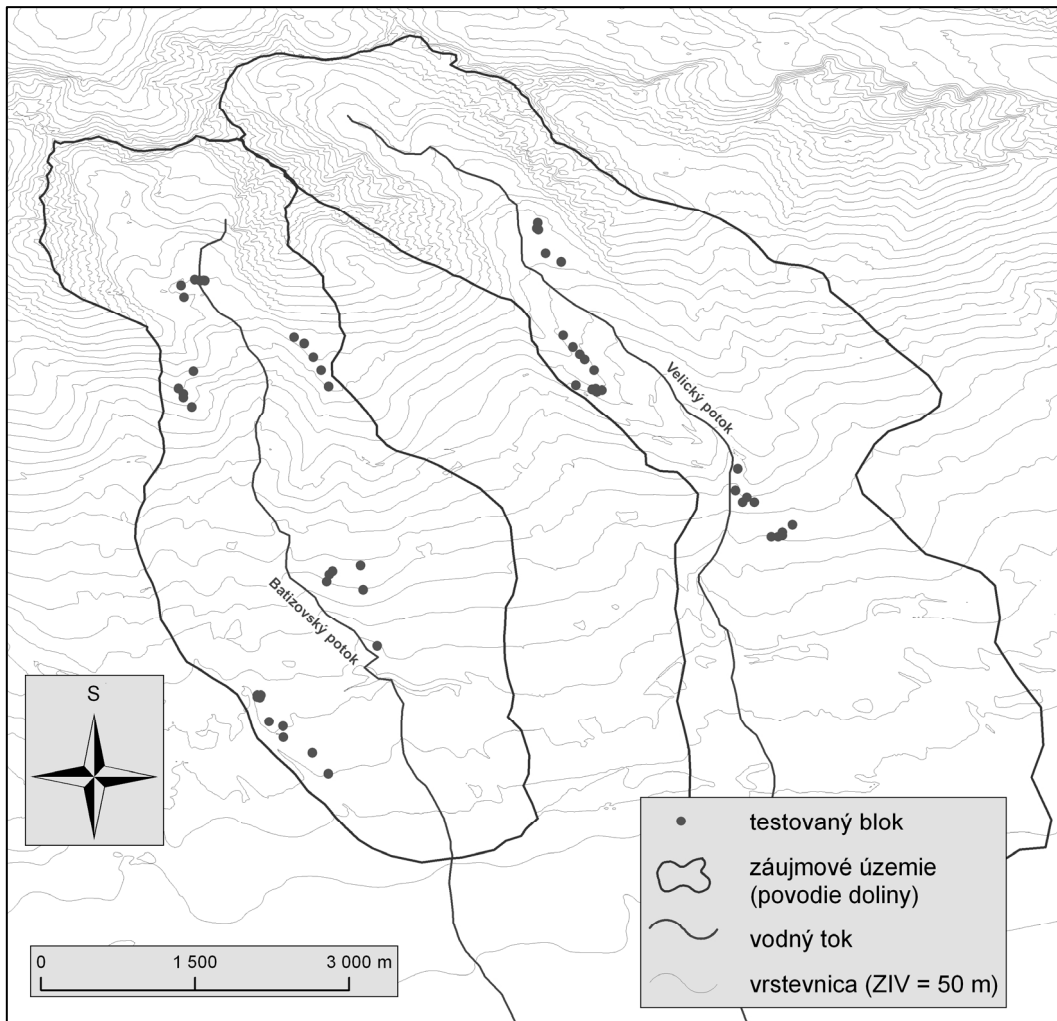 Velický potok
Batizovský potok
S
testovaný blok
záujmové územie
(povodie doliny)
vodný tok
vrstevnica (ZIV = 50 m)
0 1 500 3 000 m